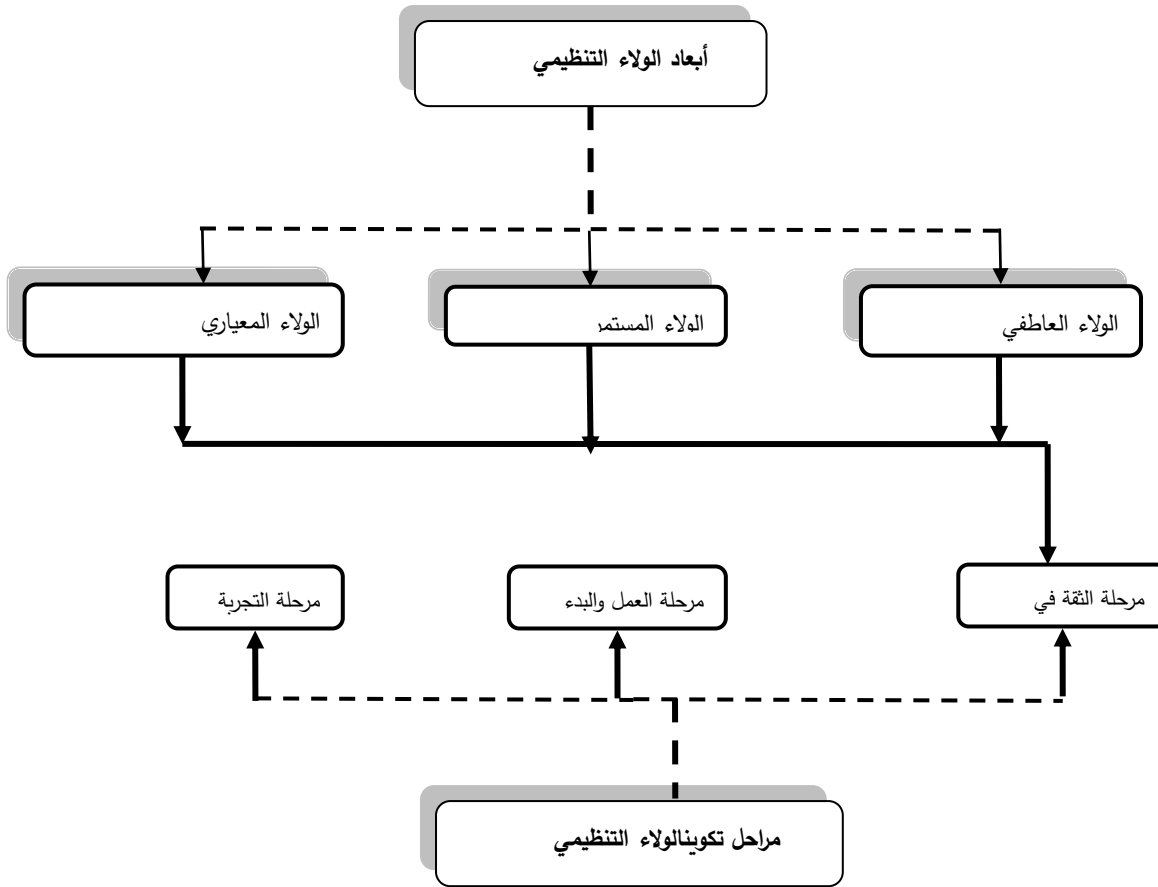 أبعاد الولاء التنظيمي
الولاء العاطفي
الولاء المستمر
الولاء المعياري
مرحلة الثقة في
مرحلة العمل والبدء
مرحلة التجربة
مراحل تكوينالولاء التنظيمي